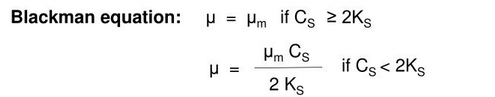 Blackman equation: μ = μm if CS ≥ 2KS
μ = μm CS / 2 KS if CS < 2KS